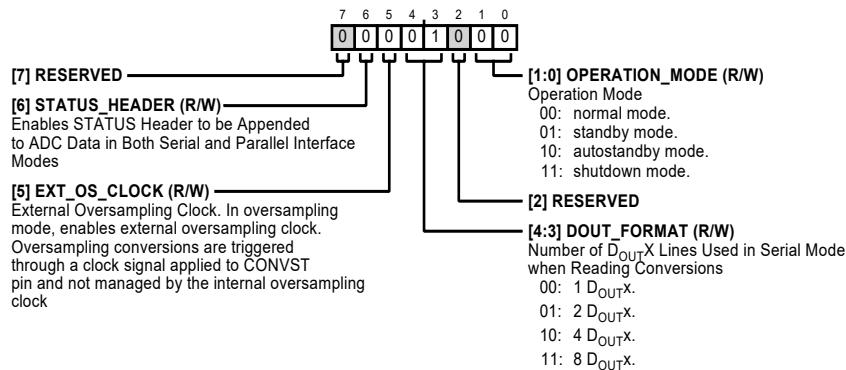 7 6 5 4 3 2 1 0
0 0 0 0 1 0 0 0
[7] RESERVED
[6] STATUS_HEADER (R/W)
Enables STATUS Header to be Appended
to ADC Data in Both Serial and Parallel Interface
Modes
[5] EXT_OS_CLOCK (R/W)
External Oversampling Clock. In oversampling
mode, enables external oversampling clock.
Oversampling conversions are triggered
through a clock signal applied to CONVST
pin and not managed by the internal oversampling
clock
[1:0] OPERATION_MODE (R/W)
Operation Mode
00: normal mode.
01: standby mode.
10: autostandby mode.
11: shutdown mode.
[2] RESERVED
[4:3] DOUT_FORMAT (R/W)
Number of DOUTX Lines Used in Serial Mode
when Reading Conversions
00: 1 DOUTx.
01: 2 DOUTx.
10: 4 DOUTx.
11: 8 DOUTx.